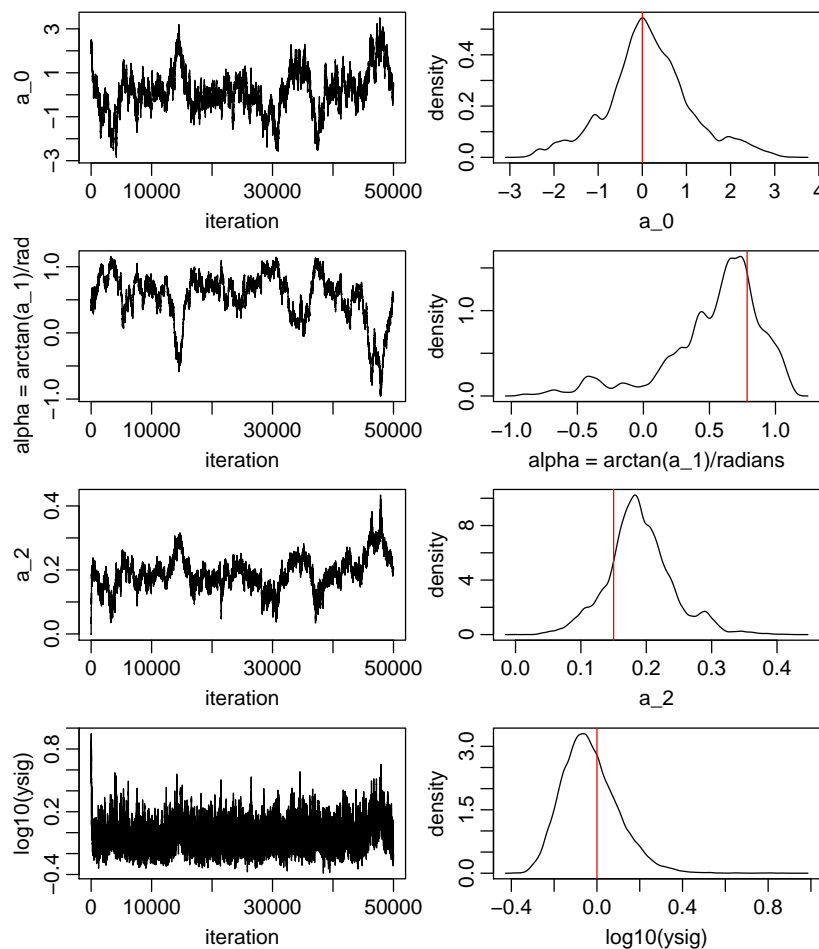 a_0
3
1
−1
−3
0 10000 30000 50000
iteration
density
0.4
0.2
0.0
−3 −2 −1 0 1 2 3 4
a_0
alpha = arctan(a_1)/rad
1.0
0.0
−1.0
0 10000 30000 50000
iteration
density
1.0
0.0
−1.0 −0.5 0.0 0.5 1.0
alpha = arctan(a_1)/radians
a_2
0.4
0.2
0.0
0 10000 30000 50000
iteration
density
8
4
0
0.0 0.1 0.2 0.3 0.4
a_2
log10(ysig)
0.8
0.2
−0.4
0 10000 30000 50000
iteration
density
3.0
1.5
0.0
−0.4 0.0 0.4 0.8
log10(ysig)